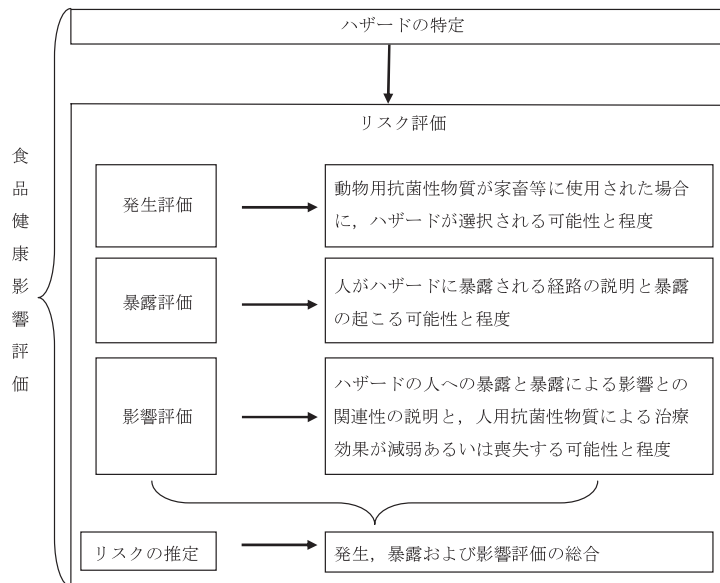 ハザードの特定
リスク評価
食品健康影響評価
発生評価
動物用抗菌性物質が家畜等に使用された場合
に，ハザードが選択される可能性と程度
暴露評価
人がハザードに暴露される経路の説明と暴露
の起こる可能性と程度
影響評価
ハザードの人への暴露と暴露による影響との
関連性の説明と，人用抗菌性物質による治療
効果が減弱あるいは喪失する可能性と程度
リスクの推定
発生，暴露および影響評価の総合